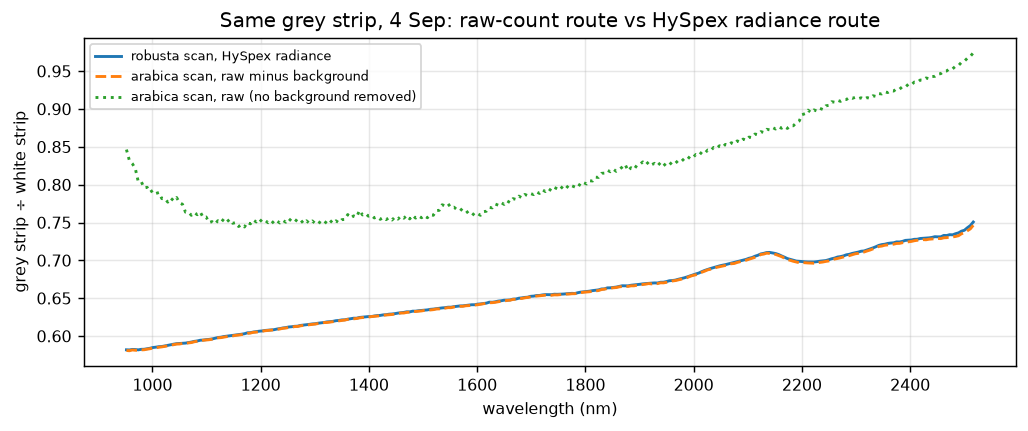 Same grey strip, 4 Sep: raw-count route vs HySpex radiance route
robusta scan, HySpex radiance
arabica scan, raw minus background
arabica scan, raw (no background removed)
grey strip ÷ white strip
0.95
0.90
0.85
0.80
0.75
0.70
0.65
0.60
1000 1200 1400 1600 1800 2000 2200 2400
wavelength (nm)